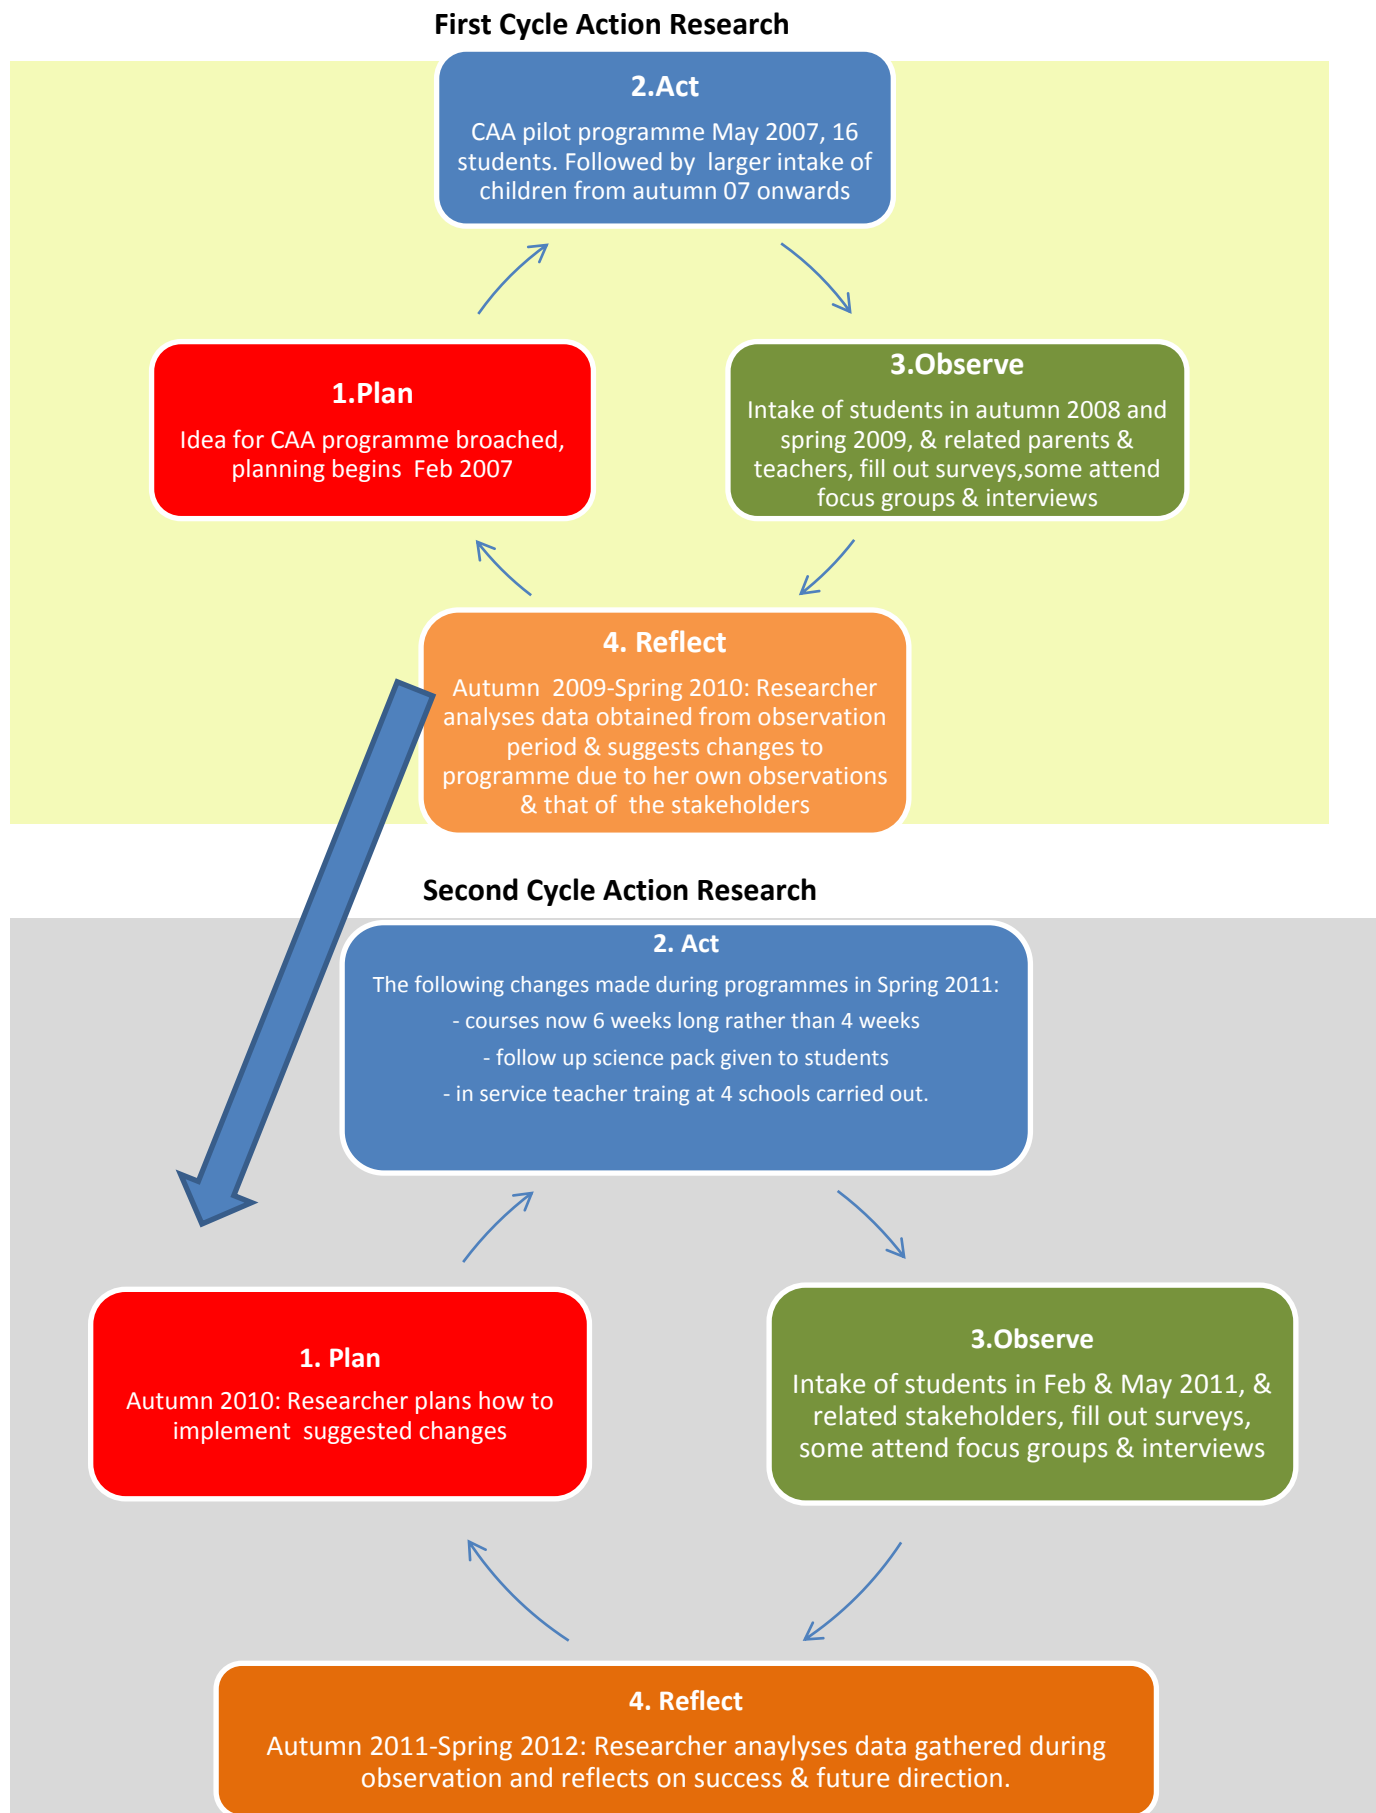 First Cycle Action Research
2.Act
CAA pilot programme May 2007, 16
students. Followed by larger intake of
children from autumn 07 onwards
1.Plan
Idea for CAA programme broached,
planning begins Feb 2007
3.Observe
Intake of students in autumn 2008 and
spring 2009, & related parents &
teachers, fill out surveys,some attend
focus groups & interviews
4. Reflect
Autumn 2009-Spring 2010: Researcher
analyses data obtained from observation
period & suggests changes to
programme due to her own observations
& that of the stakeholders
Second Cycle Action Research
2. Act
The following changes made during programmes in Spring 2011:
- courses now 6 weeks long rather than 4 weeks
- follow up science pack given to students
- in service teacher traing at 4 schools carried out.
1. Plan
Autumn 2010: Researcher plans how to
implement suggested changes
3.Observe
Intake of students in Feb & May 2011, &
related stakeholders, fill out surveys,
some attend focus groups & interviews
4. Reflect
Autumn 2011-Spring 2012: Researcher anaylyses data gathered during
observation and reflects on success & future direction.